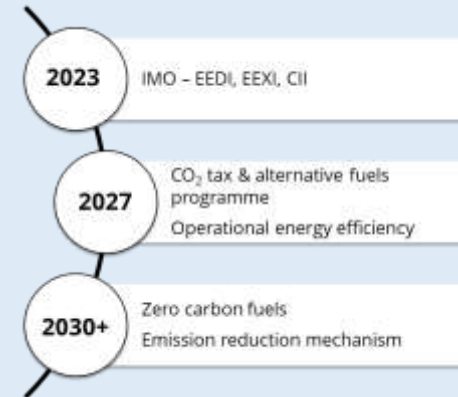 2023
IMO – EEDI, EEXI, CII
2027
CO₂ tax & alternative fuels
programme
Operational energy efficiency
2030+
Zero carbon fuels
Emission reduction mechanism